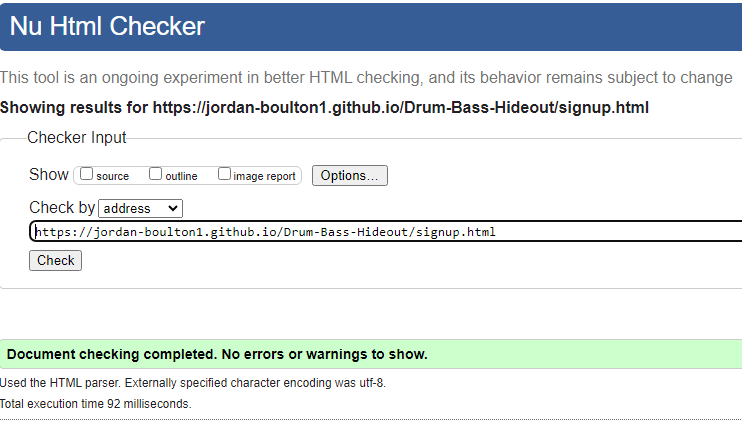 Nu Html Checker
This tool is an ongoing experiment in better HTML checking, and its behavior remains subject to change
Showing results for https://jordan-boulton1.github.io/Drum-Bass-Hideout/signup.html
Checker Input
Show source outline image report Options...
Check by address
https://jordan-boulton1.github.io/Drum-Bass-Hideout/signup.html
Check
Document checking completed. No errors or warnings to show.
Used the HTML parser. Externally specified character encoding was utf-8.
Total execution time 92 milliseconds.